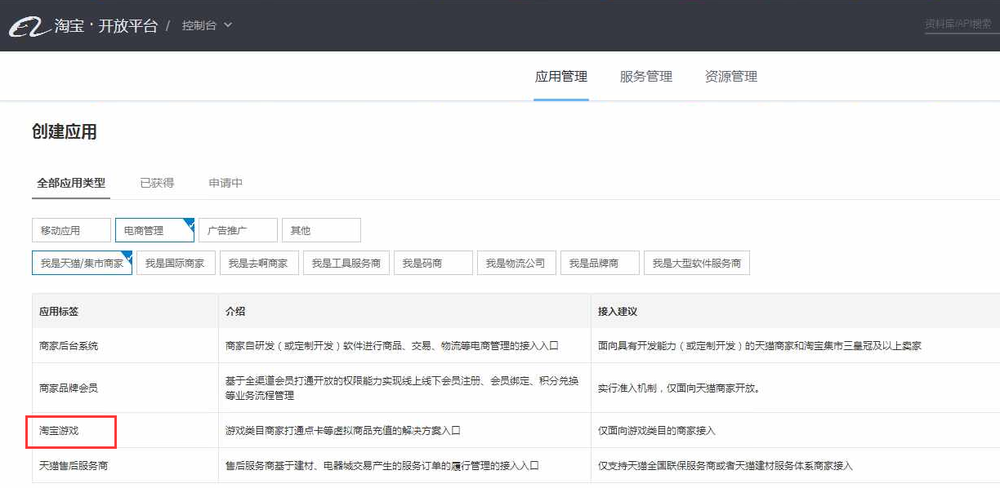 淘宝·开放平台 / 控制台
资料库/API搜索
应用管理 服务管理 资源管理
创建应用
全部应用类型 已获得 申请中
移动应用 电商管理 广告推广 其他
我是天猫/集市商家 我是国际商家 我是去啊商家 我是工具服务商 我是码商 我是物流公司 我是品牌商 我是大型软件服务商
应用标签 介绍 接入建议
商家后台系统 商家自研发（或定制开发）软件进行商品、交易、物流等电商管理的接入入口 面向具有开发能力（或定制开发）的天猫商家和淘宝集市三皇冠及以上卖家
商家品牌会员 基于全渠道会员打通开放的权限能力实现线上线下会员注册、会员绑定、积分兑换
等业务流程管理 实行准入机制，仅面向天猫商家开放。
淘宝游戏 游戏类目商家打通点卡等虚拟商品充值的解决方案入口 仅面向游戏类目的商家接入
天猫售后服务商 售后服务商基于建材、电器城交易产生的服务订单的履行管理的接入入口 仅支持天猫全国联保服务商或者天猫建材服务体系商家接入